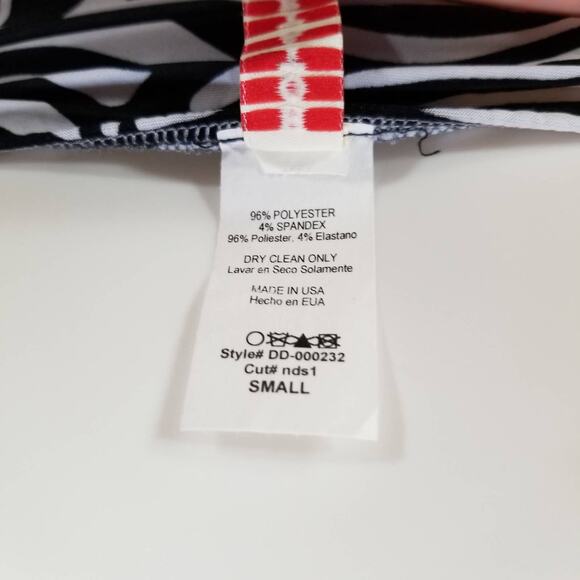 96% POLYESTER
4% SPANDEX
96% Poliester, 4% Elastano
DRY CLEAN ONLY
Lavar en Seco Solamente
MADE IN USA
Hecho en EUA
Style# DD-000232
Cut# nds1
SMALL